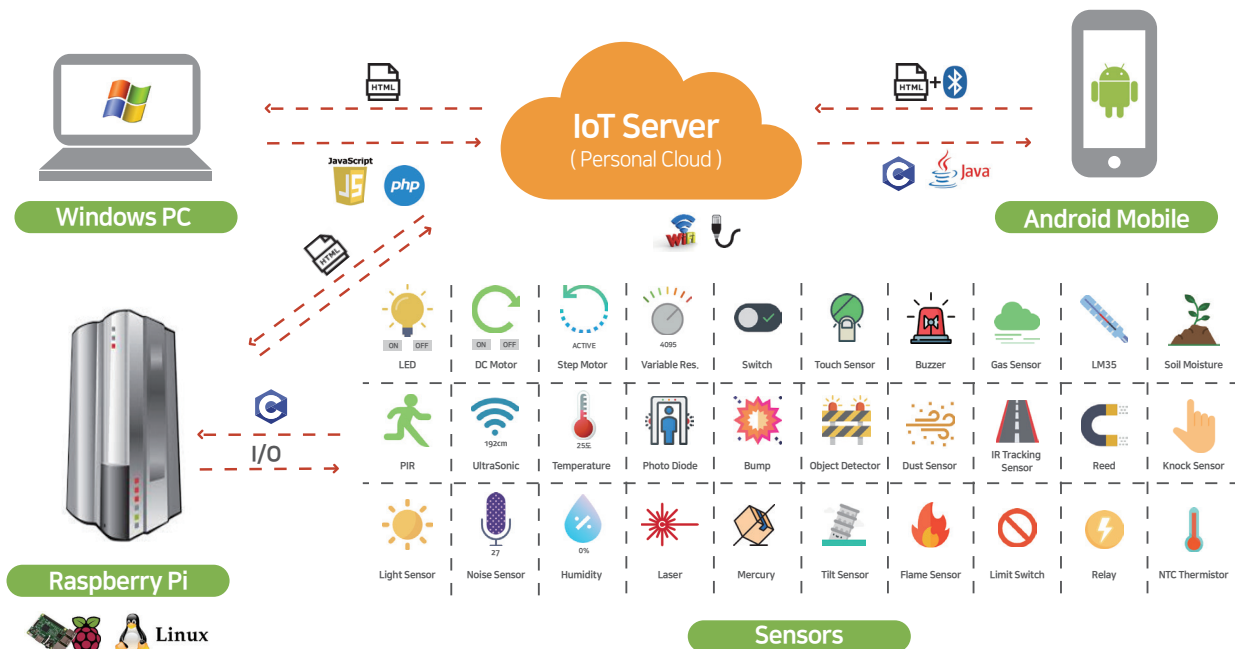 HTML
IoT Server
( Personal Cloud )
HTML
+
JavaScript
JS
php
C
Java
Windows PC
Android Mobile
HTML
WiFi
ON OFF
ON OFF
ACTIVE
4095
LED
DC Motor
Step Motor
Variable Res.
Switch
Touch Sensor
Buzzer
Gas Sensor
LM35
Soil Moisture
C
I/O
192cm
25도
PIR
UltraSonic
Temperature
Photo Diode
Bump
Object Detector
Dust Sensor
IR Tracking
Sensor
Reed
Knock Sensor
27
0%
Light Sensor
Noise Sensor
Humidity
Laser
Mercury
Tilt Sensor
Flame Sensor
Limit Switch
Relay
NTC Thermistor
Raspberry Pi
Linux
Sensors